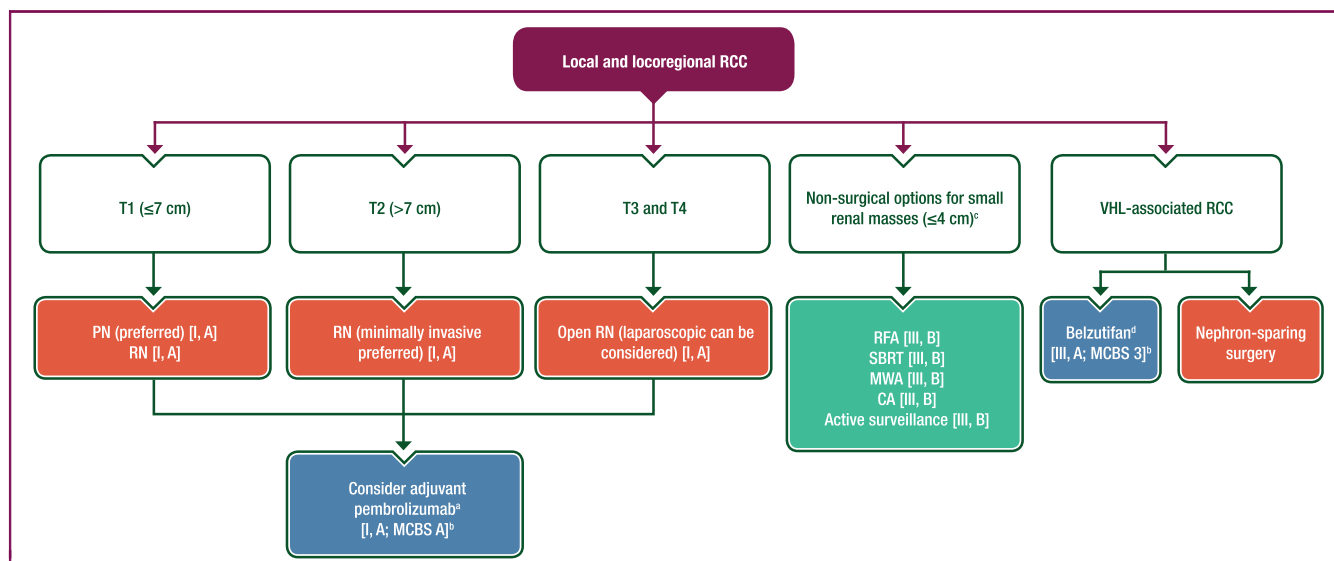 Local and locoregional RCC
T1 (≤7 cm)
T2 (>7 cm)
T3 and T4
Non-surgical options for small
renal masses (≤4 cm)ᶜ
VHL-associated RCC
PN (preferred) [I, A]
RN [I, A]
RN (minimally invasive
preferred) [I, A]
Open RN (laparoscopic can be
considered) [I, A]
RFA [III, B]
SBRT [III, B]
MWA [III, B]
CA [III, B]
Active surveillance [III, B]
Belzutifanᵈ
[III, A; MCBS 3]ᵇ
Nephron-sparing
surgery
Consider adjuvant
pembrolizumabᵃ
[I, A; MCBS A]ᵇ